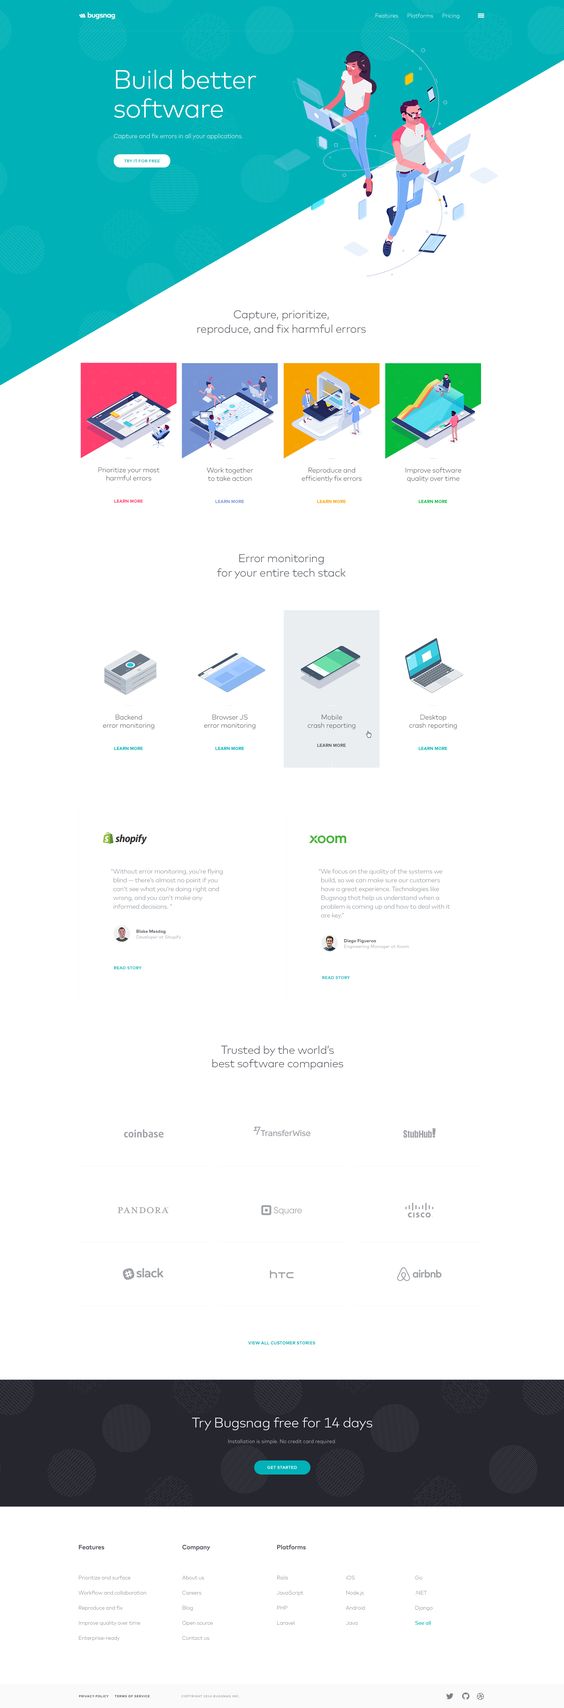 bugsnag
Features Platforms Pricing
Build better
software
Capture and fix errors in all your applications.
TRY IT FOR FREE
Capture, prioritize,
reproduce, and fix harmful errors
Prioritize your most
harmful errors
LEARN MORE
Work together
to take action
LEARN MORE
Reproduce and
efficiently fix errors
LEARN MORE
Improve software
quality over time
LEARN MORE
Error monitoring
for your entire tech stack
Backend
error monitoring
LEARN MORE
Browser JS
error monitoring
LEARN MORE
Mobile
crash reporting
LEARN MORE
Desktop
crash reporting
LEARN MORE
shopify
"Without error monitoring, you're flying
blind — there's almost no point if you
can't see what you're doing right and
wrong, and you can't make any
informed decisions. "
Blake Mesdag
Developer at Shopify
READ STORY
xoom
"We focus on the quality of the systems we
build, so we can make sure our customers
have a great experience. Technologies like
Bugsnag that help us understand when a
problem is coming up and how to deal with it
are key."
Diego Figueroa
Engineering Manager at Xoom
READ STORY
Trusted by the world's
best software companies
coinbase
TransferWise
StubHub!
PANDORA
Square
CISCO
slack
hTC
airbnb
VIEW ALL CUSTOMER STORIES
Try Bugsnag free for 14 days
Installation is simple. No credit card required
GET STARTED
Features
Prioritize and surface
Workflow and collaboration
Reproduce and fix
Improve quality over time
Enterprise-ready
Company
About us
Careers
Blog
Open source
Contact us
Platforms
Rails
JavaScript
PHP
Laravel
iOS
Node.js
Android
Java
Go
.NET
Django
See all
PRIVACY POLICY TERMS OF SERVICE
COPYRIGHT 2016 BUGSNAG INC.